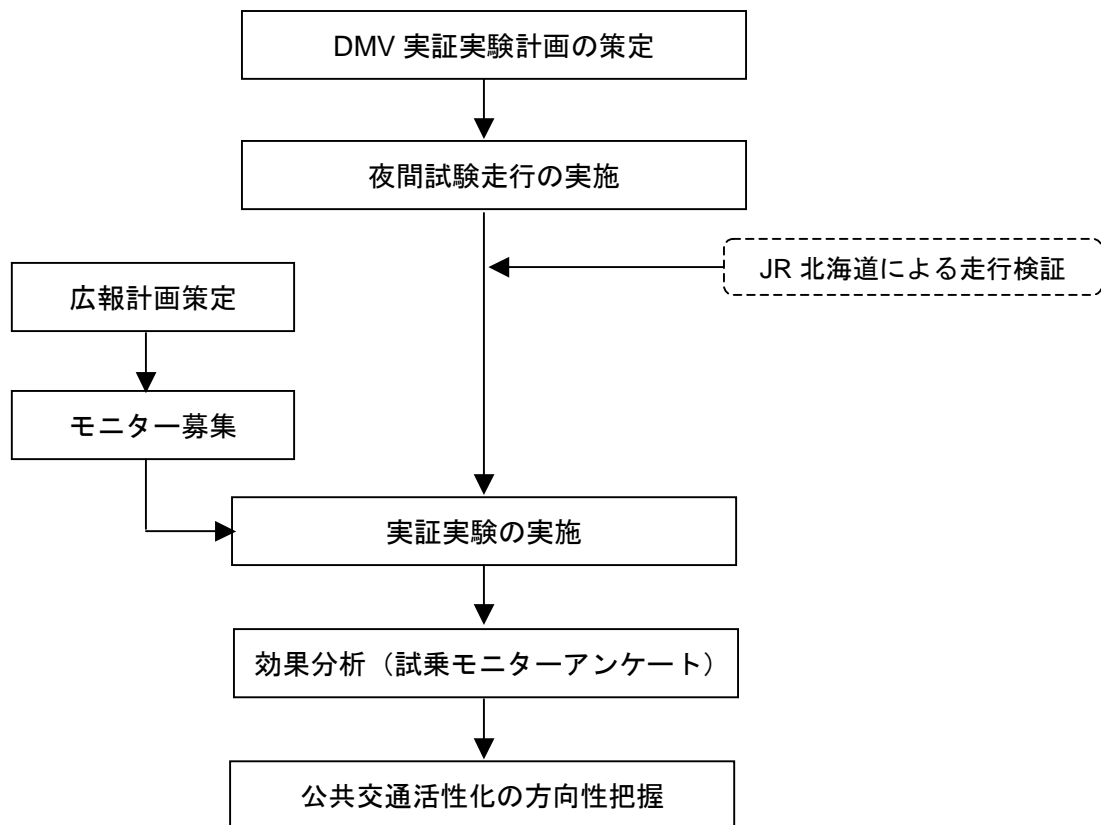 DMV 実証実験計画の策定
夜間試験走行の実施
JR 北海道による走行検証
広報計画策定
モニター募集
実証実験の実施
効果分析（試乗モニターアンケート）
公共交通活性化の方向性把握